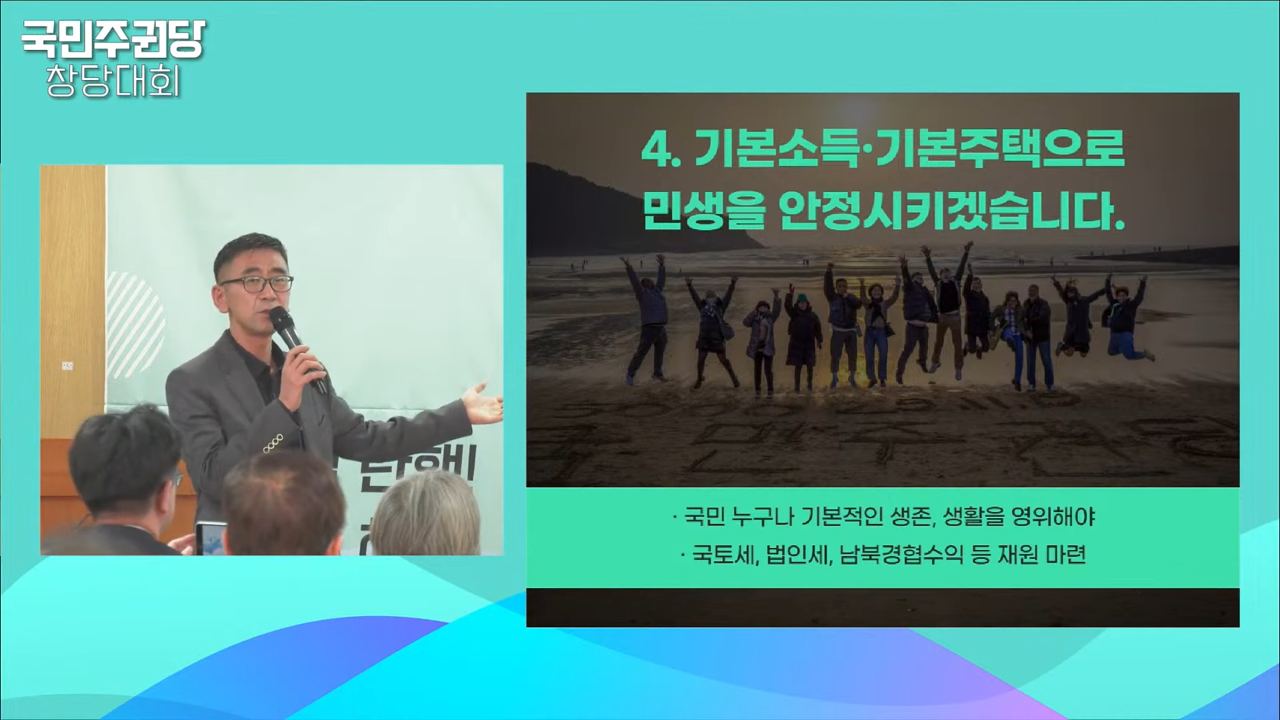 국민주권당
창당대회
4. 기본소득·기본주택으로
민생을 안정시키겠습니다.
탄핵!
· 국민 누구나 기본적인 생존, 생활을 영위해야
· 국토세, 법인세, 남북경협수익 등 재원 마련